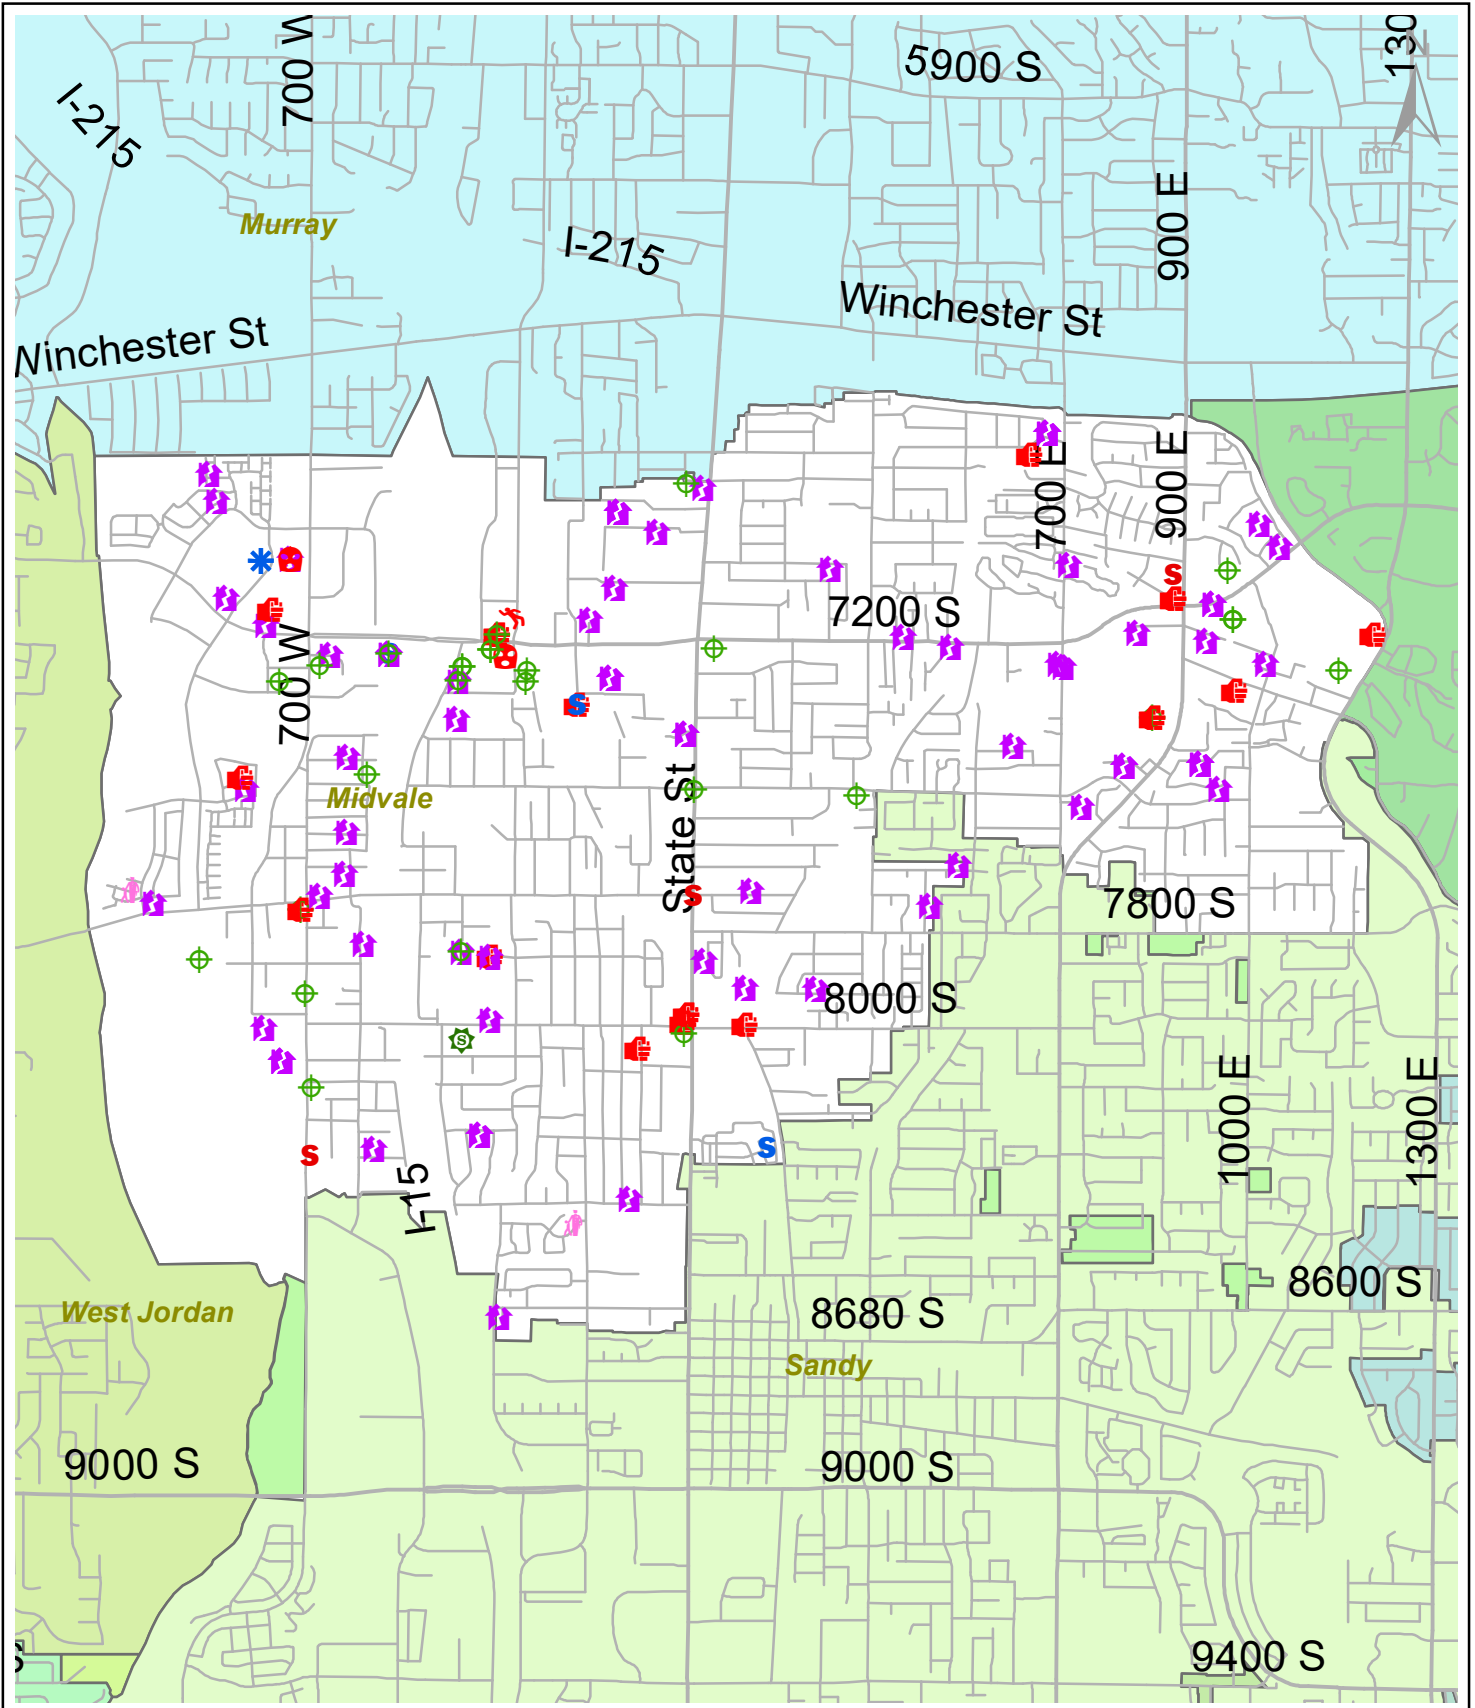 700 W
5900 S
130
I-215
900 E
Murray
I-215
Winchester St
Winchester St
700 E
900 E
7200 S
700 W
Midvale
State St
7800 S
8000 S
1000 E
1300 E
I-15
8600 S
West Jordan
8680 S
Sandy
9000 S
9000 S
9400 S
S
S
S
S
S
S